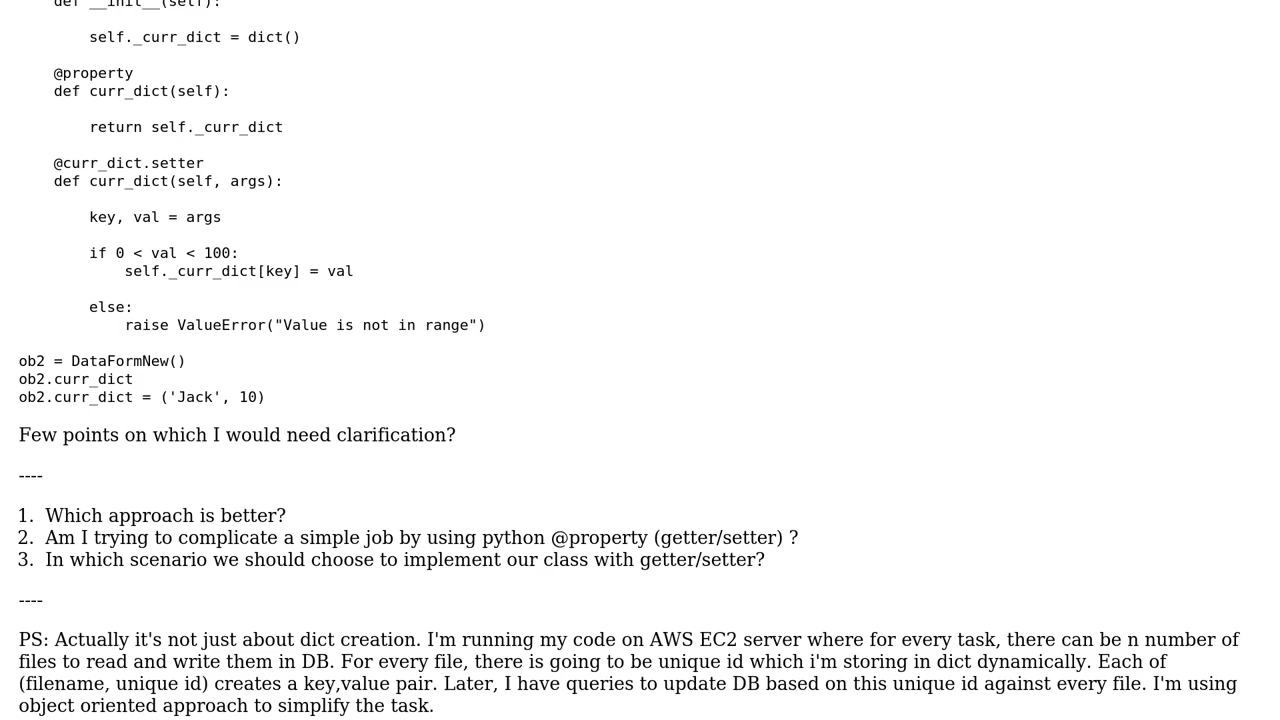 def __init__(self):
self._curr_dict = dict()
@property
def curr_dict(self):
return self._curr_dict
@curr_dict.setter
def curr_dict(self, args):
key, val = args
if 0 < val < 100:
self._curr_dict[key] = val
else:
raise ValueError("Value is not in range")
ob2 = DataFormNew()
ob2.curr_dict
ob2.curr_dict = ('Jack', 10)
Few points on which I would need clarification?
----
1. Which approach is better?
2. Am I trying to complicate a simple job by using python @property (getter/setter) ?
3. In which scenario we should choose to implement our class with getter/setter?
----
PS: Actually it's not just about dict creation. I'm running my code on AWS EC2 server where for every task, there can be n number of
files to read and write them in DB. For every file, there is going to be unique id which i'm storing in dict dynamically. Each of
(filename, unique id) creates a key,value pair. Later, I have queries to update DB based on this unique id against every file. I'm using
object oriented approach to simplify the task.